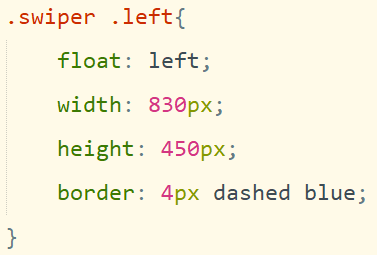 .swiper .left{
    float: left;
    width: 830px;
    height: 450px;
    border: 4px dashed blue;
}